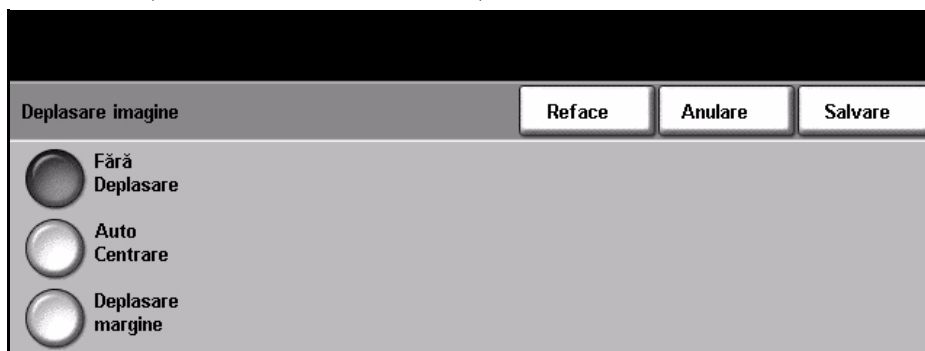 Deplasare imagine
Reface
Anulare
Salvare
Fără
Deplasare
Auto
Centrare
Deplasare
margine